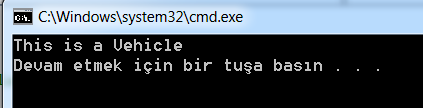 C:\Windows\system32\cmd.exe
This is a Vehicle
Devam etmek için bir tuşa basın . . .